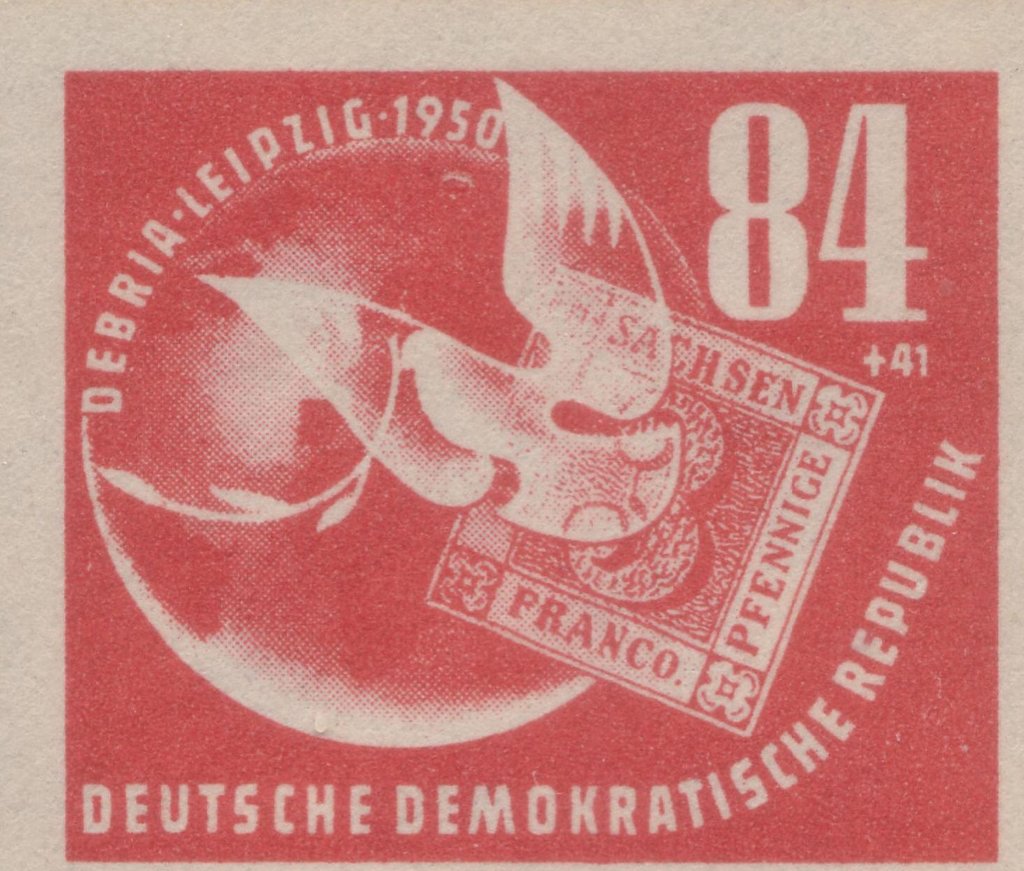 DEBRIA·LEIPZIG·1950
84
+41
SACHSEN
PFENNIGE
FRANCO.
DEUTSCHE DEMOKRATISCHE REPUBLIK